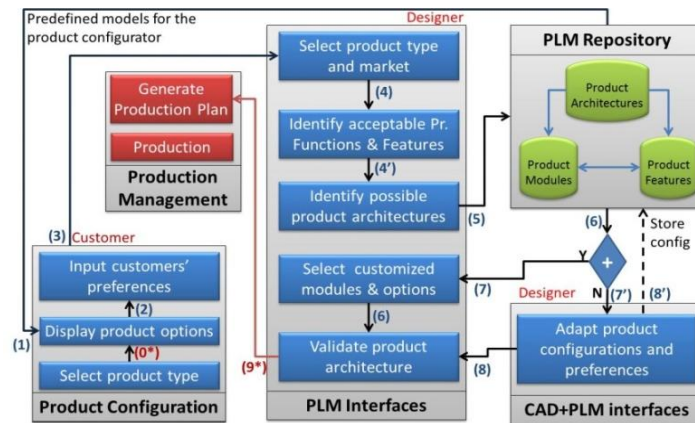 Predefined models for the
product configurator
Designer
Select product type
and market
(4)
Identify acceptable Pr.
Functions & Features
(4’)
Identify possible
product architectures
(5)
Select customized
modules & options
(7)
(6)
Validate product
architecture
(8)
PLM Interfaces
PLM Repository
Product
Architectures
Product
Modules
Product
Features
(6)
Store
config
Y
+
N
(7’)
(8’)
Designer
Adapt product
configurations and
preferences
CAD+PLM interfaces
Generate
Production Plan
Production
Production
Management
(9*)
(3)
Customer
Input customers’
preferences
(2)
Display product options
(1)
(0*)
Select product type
Product Configuration